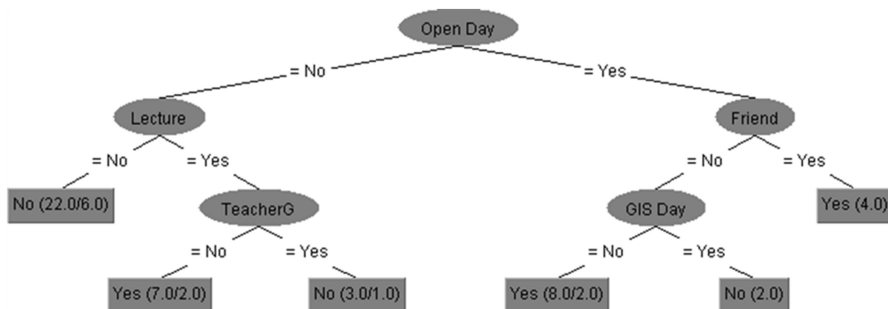 Open Day
= No
= Yes
Lecture
Friend
= No
= Yes
= No
= Yes
No (22.0/6.0)
TeacherG
GIS Day
Yes (4.0)
= No
= Yes
= No
= Yes
Yes (7.0/2.0)
No (3.0/1.0)
Yes (8.0/2.0)
No (2.0)